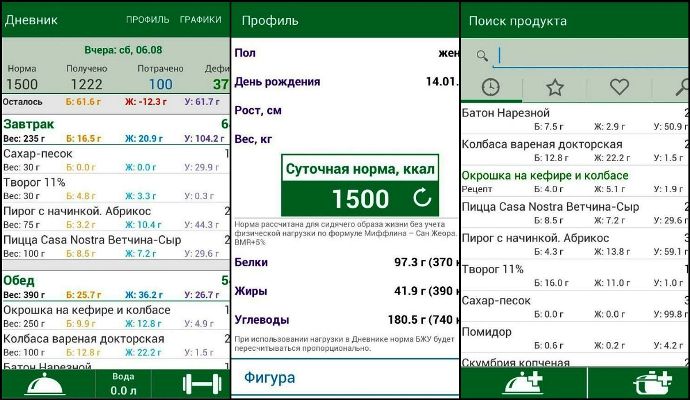 Дневник ПРОФИЛЬ ГРАФИКИ
Вчера: сб, 06.08
Норма Получено Потрачено Дефи
1500 1222 100 37
Осталось Б: 61.6 г Ж: -12.3 г У: 61.7 г
Завтрак 6
Вес: 235 г Б: 16.5 г Ж: 20.9 г У: 104.2 г
Сахар-песок 1
Вес: 30 г Б: 0.0 г Ж: 0.0 г У: 29.9 г
Творог 11%
Вес: 30 г Б: 4.8 г Ж: 3.3 г У: 0.3 г
Пирог с начинкой. Абрикос 2
Вес: 75 г Б: 3.2 г Ж: 10.4 г У: 44.3 г
Пицца Casa Nostra Ветчина-Сыр
Вес: 100 г Б: 8.5 г Ж: 7.2 г У: 29.6 г
Обед 5
Вес: 390 г Б: 25.7 г Ж: 36.2 г У: 26.7 г
Окрошка на кефире и колбасе 1
Вес: 250 г Б: 9.9 г Ж: 12.8 г У: 4.9 г
Колбаса вареная докторская 2
Вес: 100 г Б: 12.8 г Ж: 22.2 г У: 1.5 г
Батон Нарезной
Вода
0.0 л
Профиль
Пол жен
День рождения 14.01.
Рост, см
Вес, кг
Суточная норма, ккал
1500
Норма рассчитана для сидячего образа жизни без учета
физической нагрузки по формуле Миффлина – Сан Жеора.
BMR+5%
Белки 97.3 г (370 к
Жиры 41.9 г (390 к
Углеводы 180.5 г (740 к
При использовании нагрузки в Дневнике норма БЖУ будет
пересчитываться пропорционально.
Фигура
Поиск продукта
Батон Нарезной 2
Б: 7.5 г Ж: 2.9 г У: 50.9 г
Колбаса вареная докторская 2
Б: 12.8 г Ж: 22.2 г У: 1.5 г
Окрошка на кефире и колбасе
Рецепт Б: 4.0 г Ж: 5.1 г У: 1.9 г
Пицца Casa Nostra Ветчина-Сыр 2
Б: 8.5 г Ж: 7.2 г У: 29.6 г
Пирог с начинкой. Абрикос 3
Б: 4.3 г Ж: 13.8 г У: 59.1 г
Творог 11%
Б: 16.0 г Ж: 11.0 г У: 1.0 г
Сахар-песок 3
Б: 0.0 г Ж: 0.0 г У: 99.8 г
Помидор
Б: 0.6 г Ж: 0.2 г У: 4.2 г
Скумбрия копченая 2